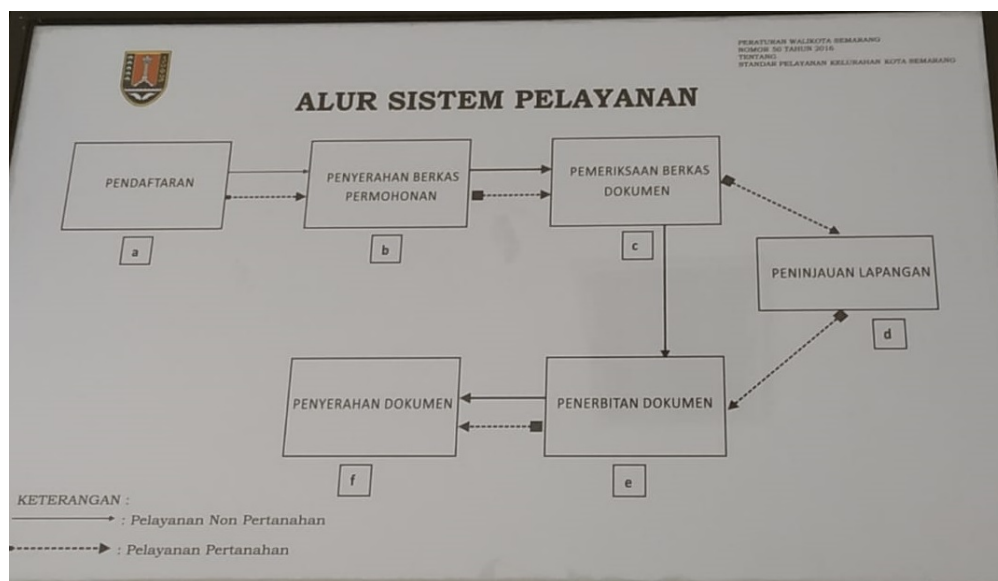 PERATURAN WALIKOTA SEMARANG
NOMOR 50 TAHUN 2016
TENTANG
STANDAR PELAYANAN KELURAHAN KOTA SEMARANG
ALUR SISTEM PELAYANAN
PENDAFTARAN
a
PENYERAHAN BERKAS
PERMOHONAN
b
PEMERIKSAAN BERKAS
DOKUMEN
c
PENINJAUAN LAPANGAN
d
PENERBITAN DOKUMEN
e
PENYERAHAN DOKUMEN
f
KETERANGAN :
: Pelayanan Non Pertanahan
: Pelayanan Pertanahan